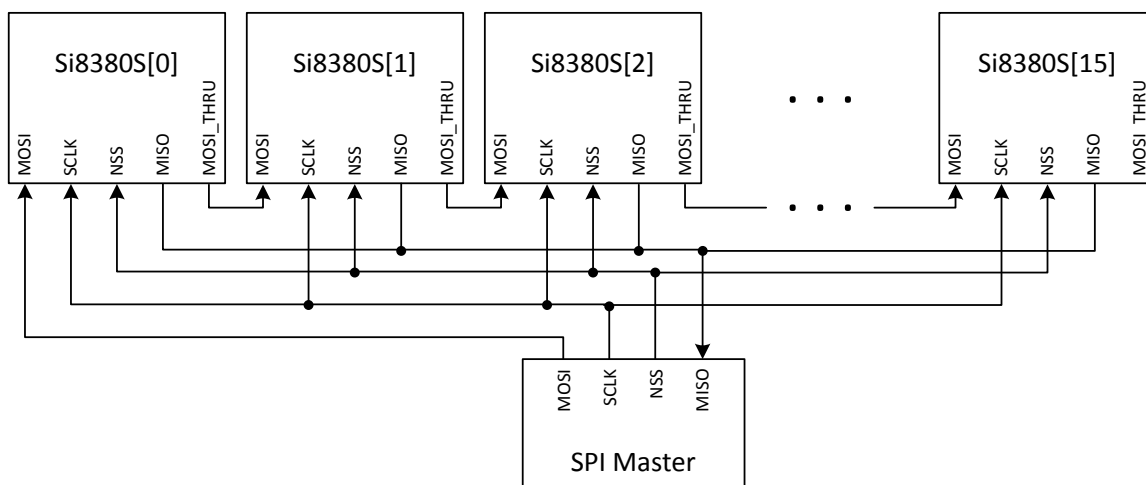 Si8380S[0]
MOSI
SCLK
NSS
MISO
MOSI_THRU
Si8380S[1]
MOSI
SCLK
NSS
MISO
MOSI_THRU
Si8380S[2]
MOSI
SCLK
NSS
MISO
MOSI_THRU
. . .
. . .
Si8380S[15]
MOSI
SCLK
NSS
MISO
MOSI_THRU
MOSI
SCLK
NSS
MISO
SPI Master